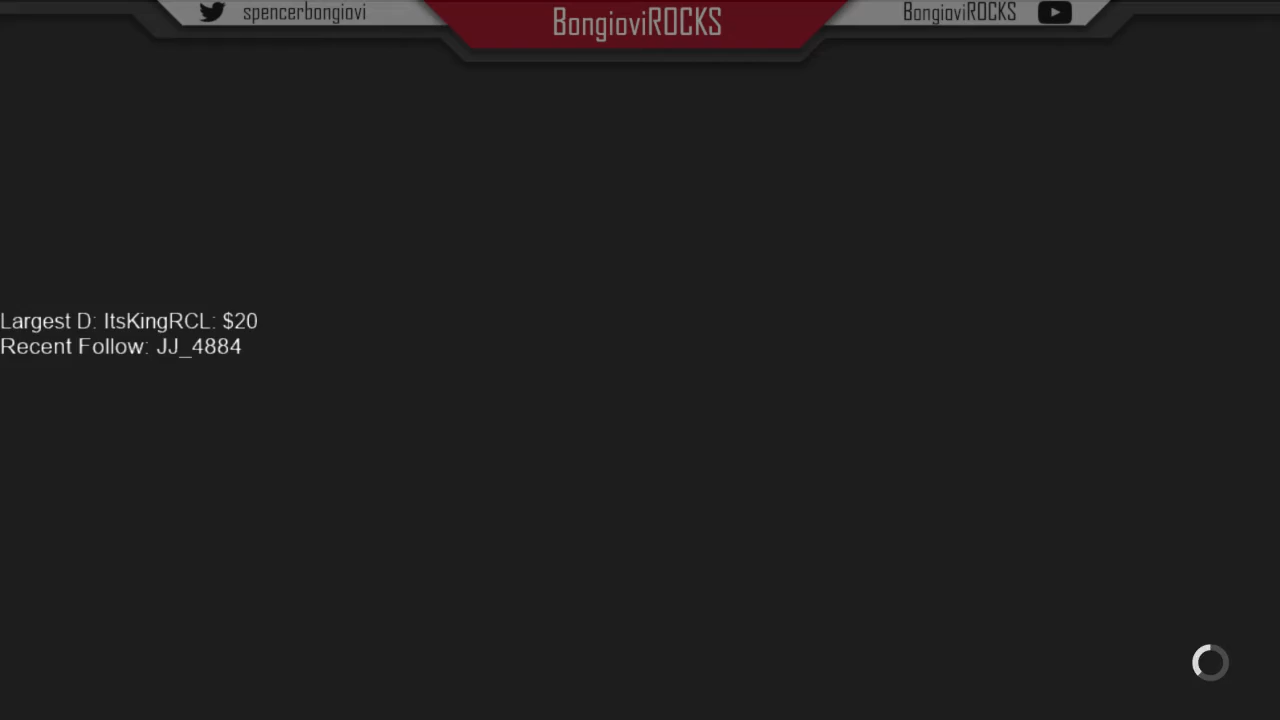 spencerbongiovi
BongioviROCKS
BongioviROCKS
Largest D: ItsKingRCL: $20
Recent Follow: JJ_4884